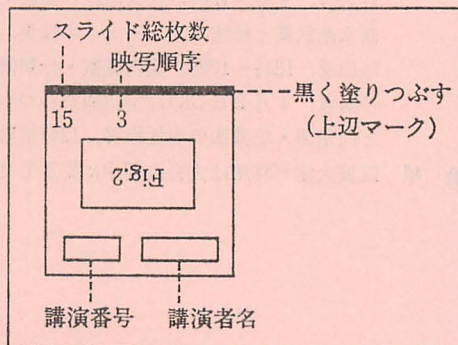 スライド総枚数
映写順序
黒く塗りつぶす
(上辺マーク)
15 3
Fig.2
講演番号 講演者名